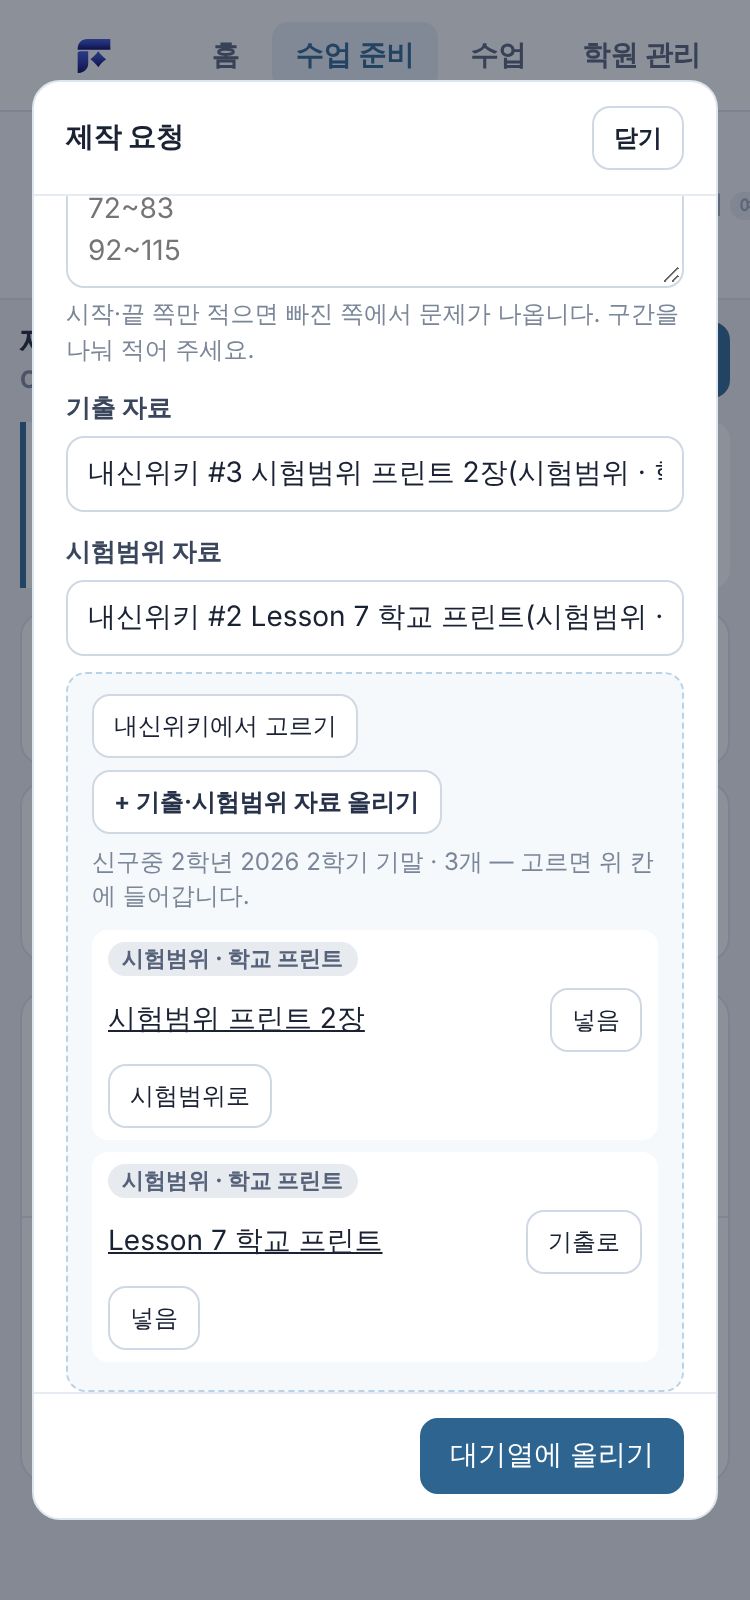 홈 수업 준비 수업 학원 관리
제작 요청 닫기
72~83
92~115
시작·끝 쪽만 적으면 빠진 쪽에서 문제가 나옵니다. 구간을
나눠 적어 주세요.
기출 자료
내신위키 #3 시험범위 프린트 2장(시험범위 ·
시험범위 자료
내신위키 #2 Lesson 7 학교 프린트(시험범위 ·
내신위키에서 고르기
+ 기출·시험범위 자료 올리기
신구중 2학년 2026 2학기 기말 · 3개 — 고르면 위 칸
에 들어갑니다.
시험범위 · 학교 프린트
시험범위 프린트 2장 넣음
시험범위로
시험범위 · 학교 프린트
Lesson 7 학교 프린트 기출로
넣음
대기열에 올리기